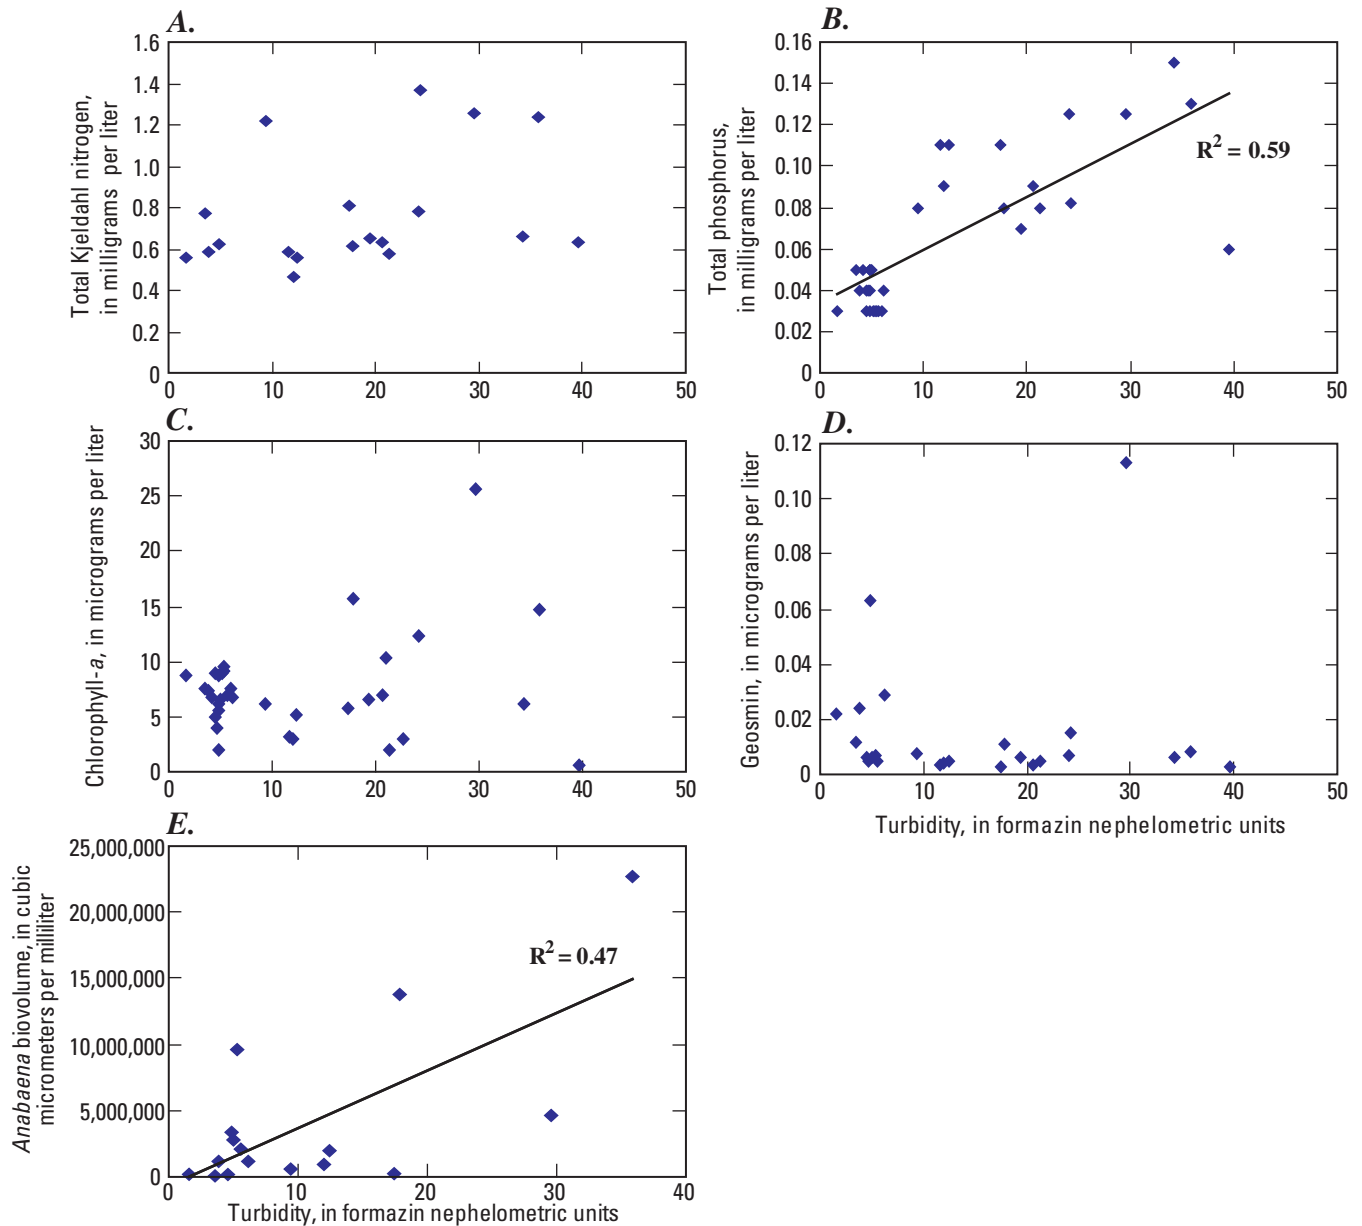 A.
Total Kjeldahl nitrogen,
in milligrams per liter
1.6
1.4
1.2
1.0
0.8
0.6
0.4
0.2
0
0 10 20 30 40 50
B.
Total phosphorus,
in milligrams per liter
0.16
0.14
0.12
0.10
0.08
0.06
0.04
0.02
0
R2 = 0.59
0 10 20 30 40 50
C.
Chlorophyll-a, in micrograms per liter
30
25
20
15
10
5
0
0 10 20 30 40 50
D.
Geosmin, in micrograms per liter
0.12
0.10
0.08
0.06
0.04
0.02
0
0 10 20 30 40 50
Turbidity, in formazin nephelometric units
E.
Anabaena biovolume, in cubic
micrometers per milliliter
25,000,000
20,000,000
15,000,000
10,000,000
5,000,000
0
R2 = 0.47
0 10 20 30 40
Turbidity, in formazin nephelometric units